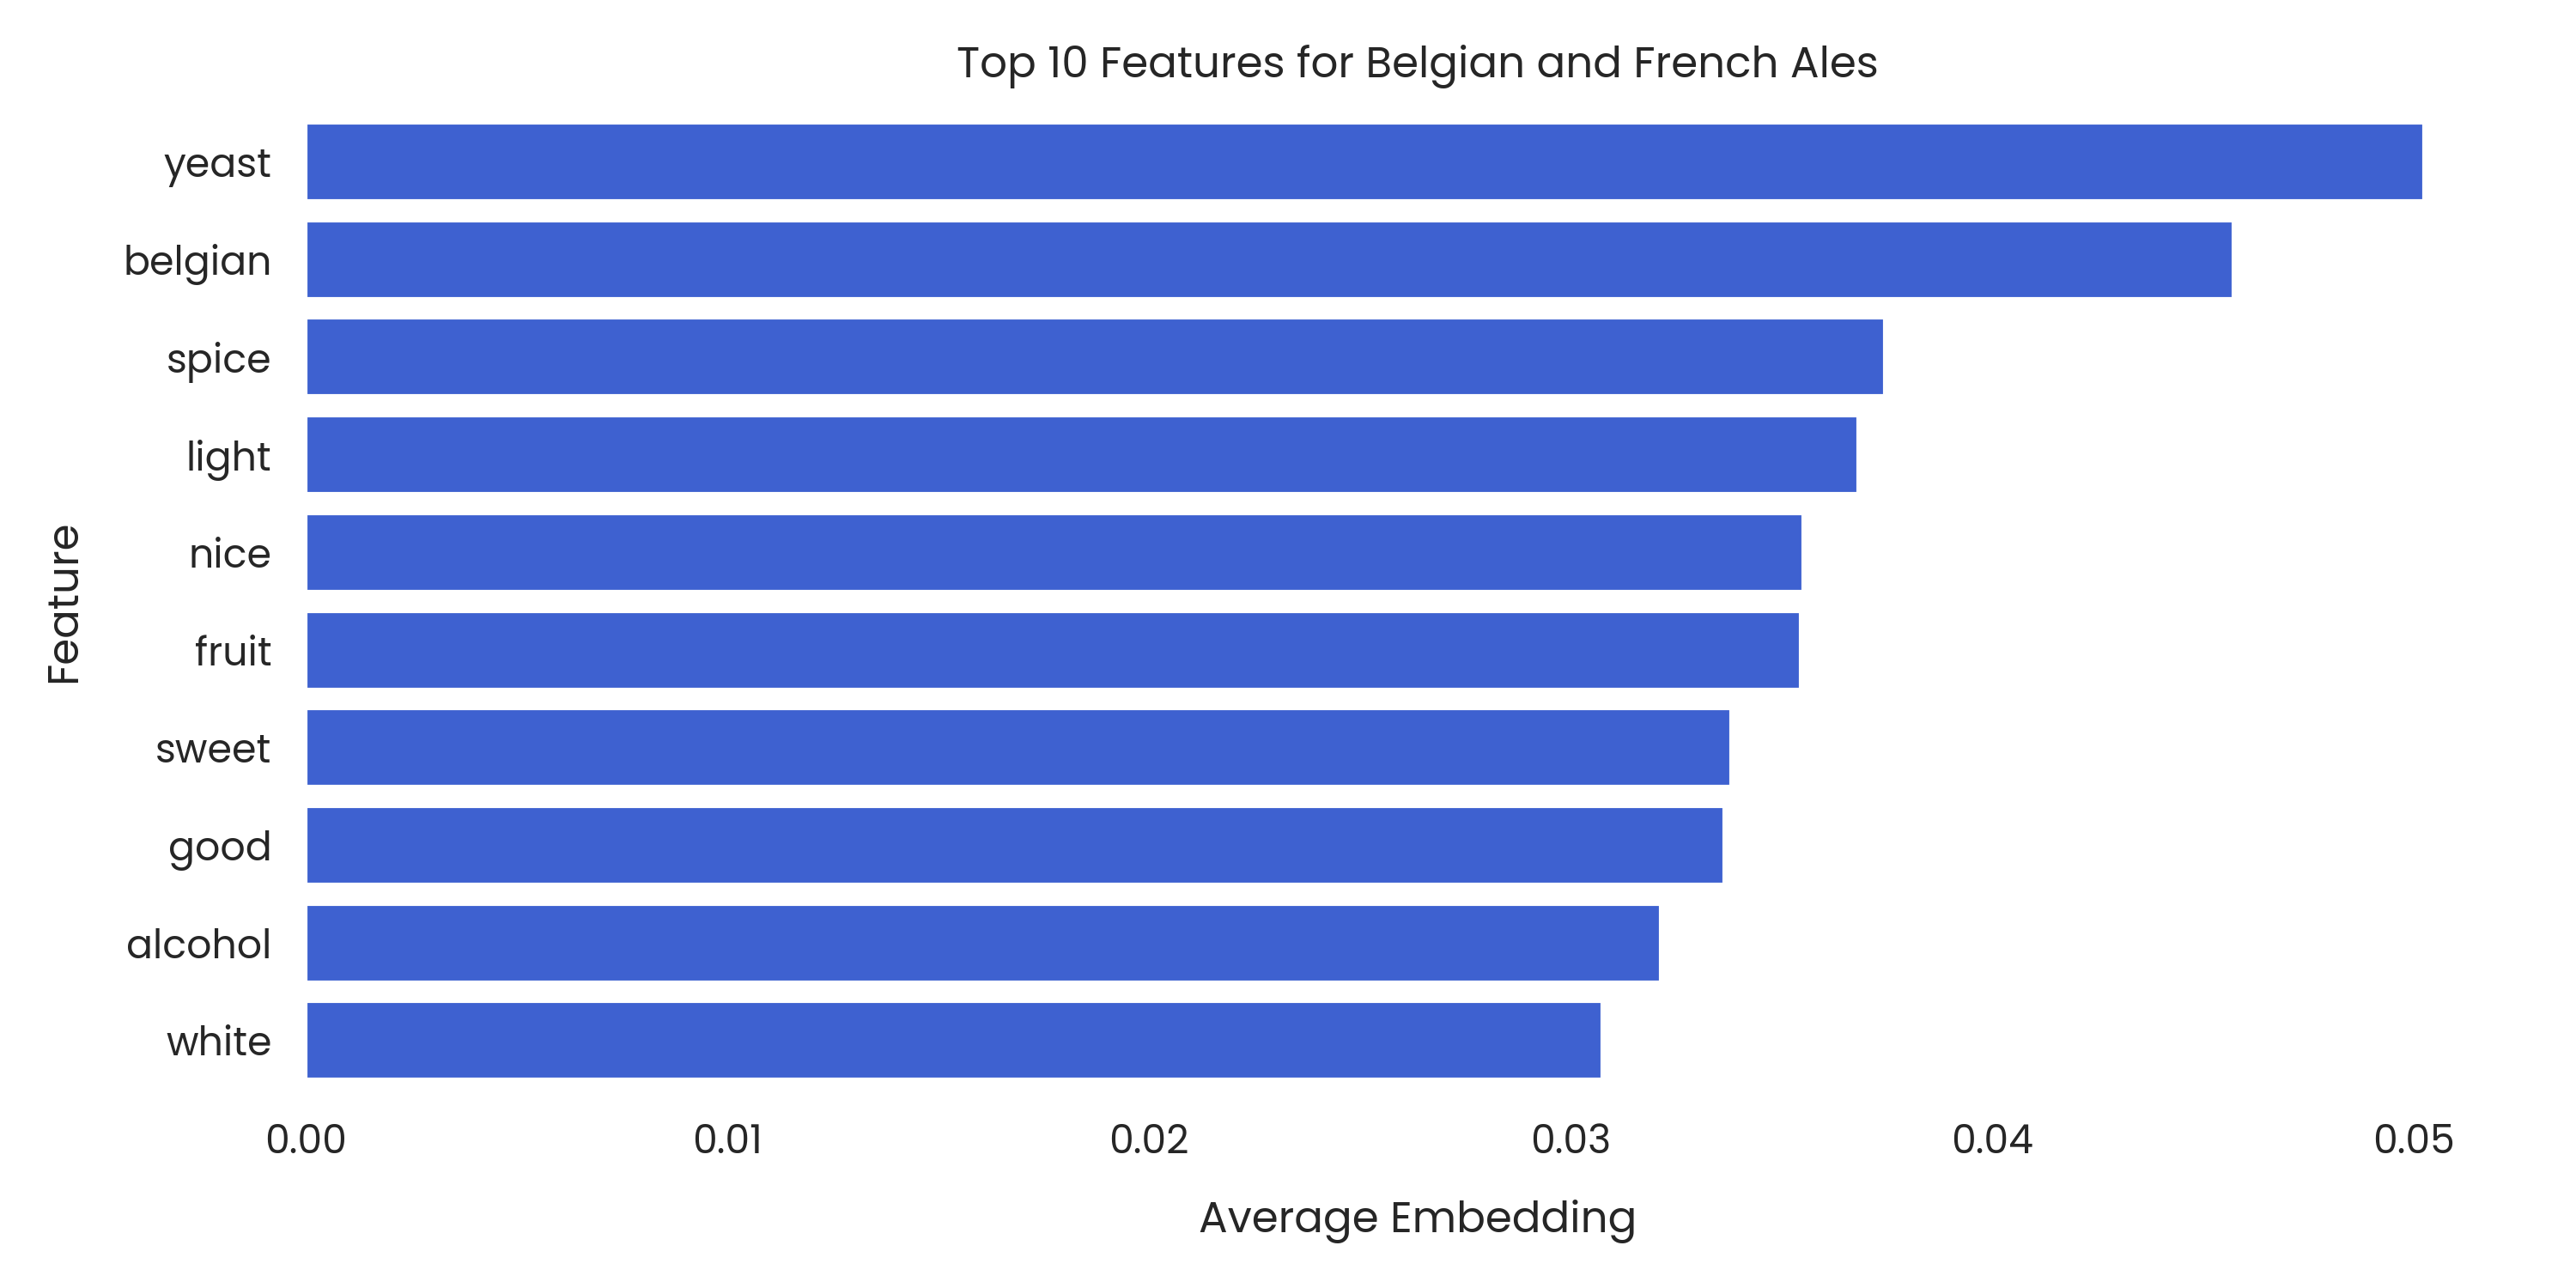 Top 10 Features for Belgian and French Ales
Feature
yeast
belgian
spice
light
nice
fruit
sweet
good
alcohol
white
0.00 0.01 0.02 0.03 0.04 0.05
Average Embedding